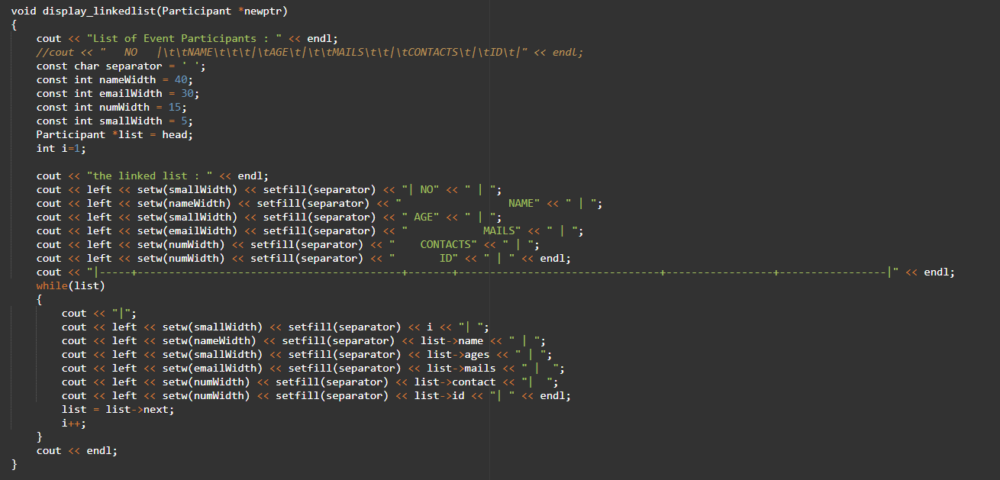 void display_linkedlist(Participant *newptr)
{
    cout << "List of Event Participants : " << endl;
    //cout << "   NO   |\t\tNAME\t\t\t|\tAGE\t|\t\tMAILS\t\t|\tCONTACTS\t|\tID\t|" << endl;
    const char separator = ' ';
    const int nameWidth = 40;
    const int emailWidth = 30;
    const int numWidth = 15;
    const int smallWidth = 5;
    Participant *list = head;
    int i=1;

    cout << "the linked list : " << endl;
    cout << left << setw(smallWidth) << setfill(separator) << "| NO" << " | ";
    cout << left << setw(nameWidth) << setfill(separator) << "                 NAME" << " | ";
    cout << left << setw(smallWidth) << setfill(separator) << " AGE" << " | ";
    cout << left << setw(emailWidth) << setfill(separator) << "            MAILS" << " | ";
    cout << left << setw(numWidth) << setfill(separator) << "    CONTACTS" << " | ";
    cout << left << setw(numWidth) << setfill(separator) << "       ID" << " | " << endl;
    cout << "|-----+------------------------------------------+-------+--------------------------------+-----------------+-----------------|" << endl;
    while(list)
    {
        cout << "|";
        cout << left << setw(smallWidth) << setfill(separator) << i << "| ";
        cout << left << setw(nameWidth) << setfill(separator) << list->name << " | ";
        cout << left << setw(smallWidth) << setfill(separator) << list->ages << " | ";
        cout << left << setw(emailWidth) << setfill(separator) << list->mails << " |  ";
        cout << left << setw(numWidth) << setfill(separator) << list->contact << "|  ";
        cout << left << setw(numWidth) << setfill(separator) << list->id << "| " << endl;
        list = list->next;
        i++;
    }
    cout << endl;
}